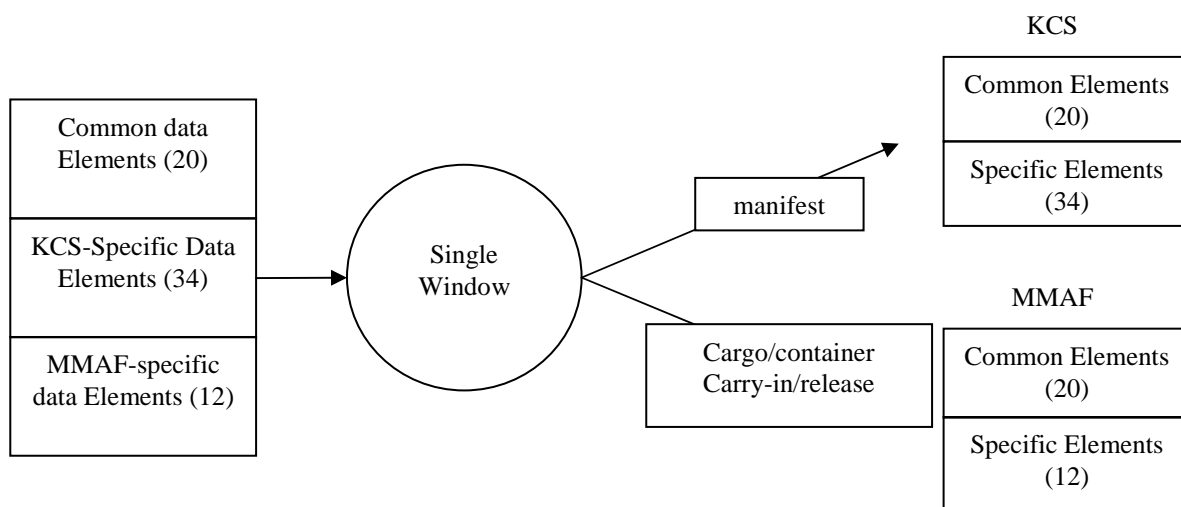 Common data
Elements (20)
KCS-Specific Data
Elements (34)
MMAF-specific
data Elements (12)
Single
Window
manifest
Cargo/container
Carry-in/release
KCS
Common Elements
(20)
Specific Elements
(34)
MMAF
Common Elements
(20)
Specific Elements
(12)